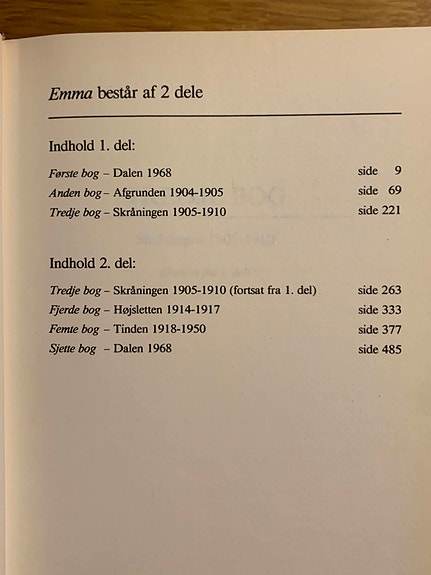 Emma består af 2 dele
Indhold 1. del:
Første bog – Dalen 1968 side 9
Anden bog – Afgrunden 1904-1905 side 69
Tredje bog – Skråningen 1905-1910 side 221
Indhold 2. del:
Tredje bog – Skråningen 1905-1910 (fortsat fra 1. del) side 263
Fjerde bog – Højsletten 1914-1917 side 333
Femte bog – Tinden 1918-1950 side 377
Sjette bog – Dalen 1968 side 485